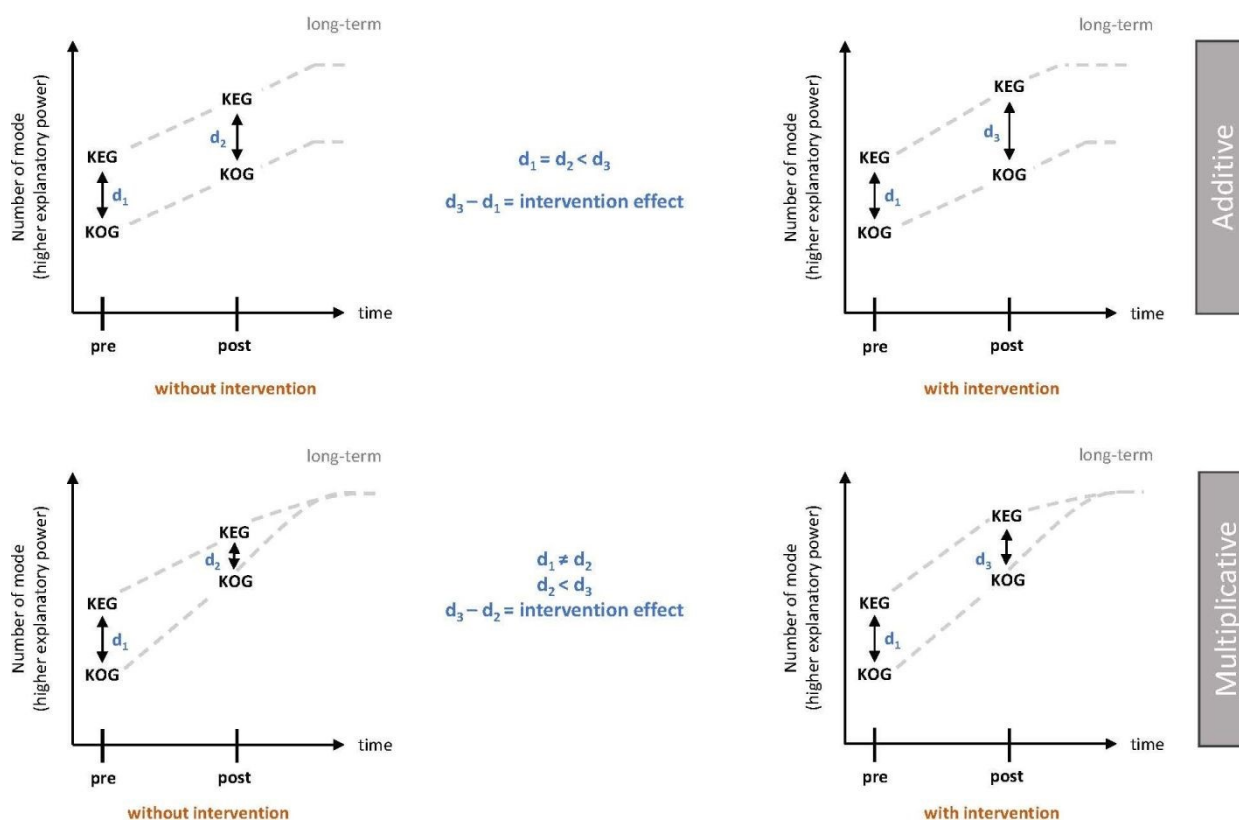 long-term
Number of mode
(higher explanatory power)
KEG
d₂
KOG
KEG
d₁
KOG
time
pre
post
without intervention
d₁ = d₂ < d₃
d₃ – d₁ = intervention effect
long-term
Number of mode
(higher explanatory power)
KEG
d₃
KOG
KEG
d₁
KOG
time
pre
post
with intervention
Additive
long-term
Number of mode
(higher explanatory power)
KEG
d₂
KOG
KEG
d₁
KOG
time
pre
post
without intervention
d₁ ≠ d₂
d₂ < d₃
d₃ – d₂ = intervention effect
long-term
Number of mode
(higher explanatory power)
KEG
d₃
KOG
KEG
d₁
KOG
time
pre
post
with intervention
Multiplicative